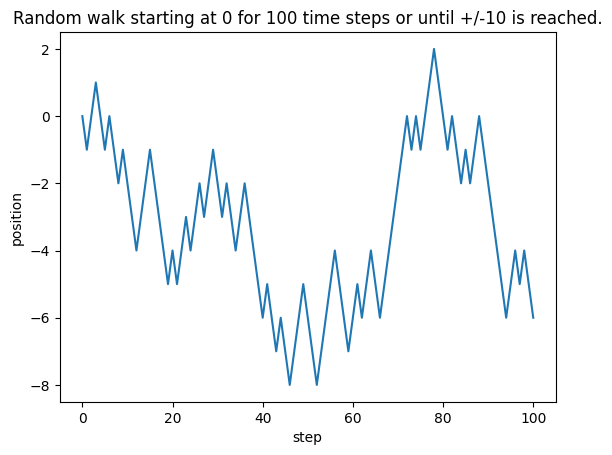 Random walk starting at 0 for 100 time steps or until +/-10 is reached.
2
0
−2
−4
−6
−8
position
0 20 40 60 80 100
step